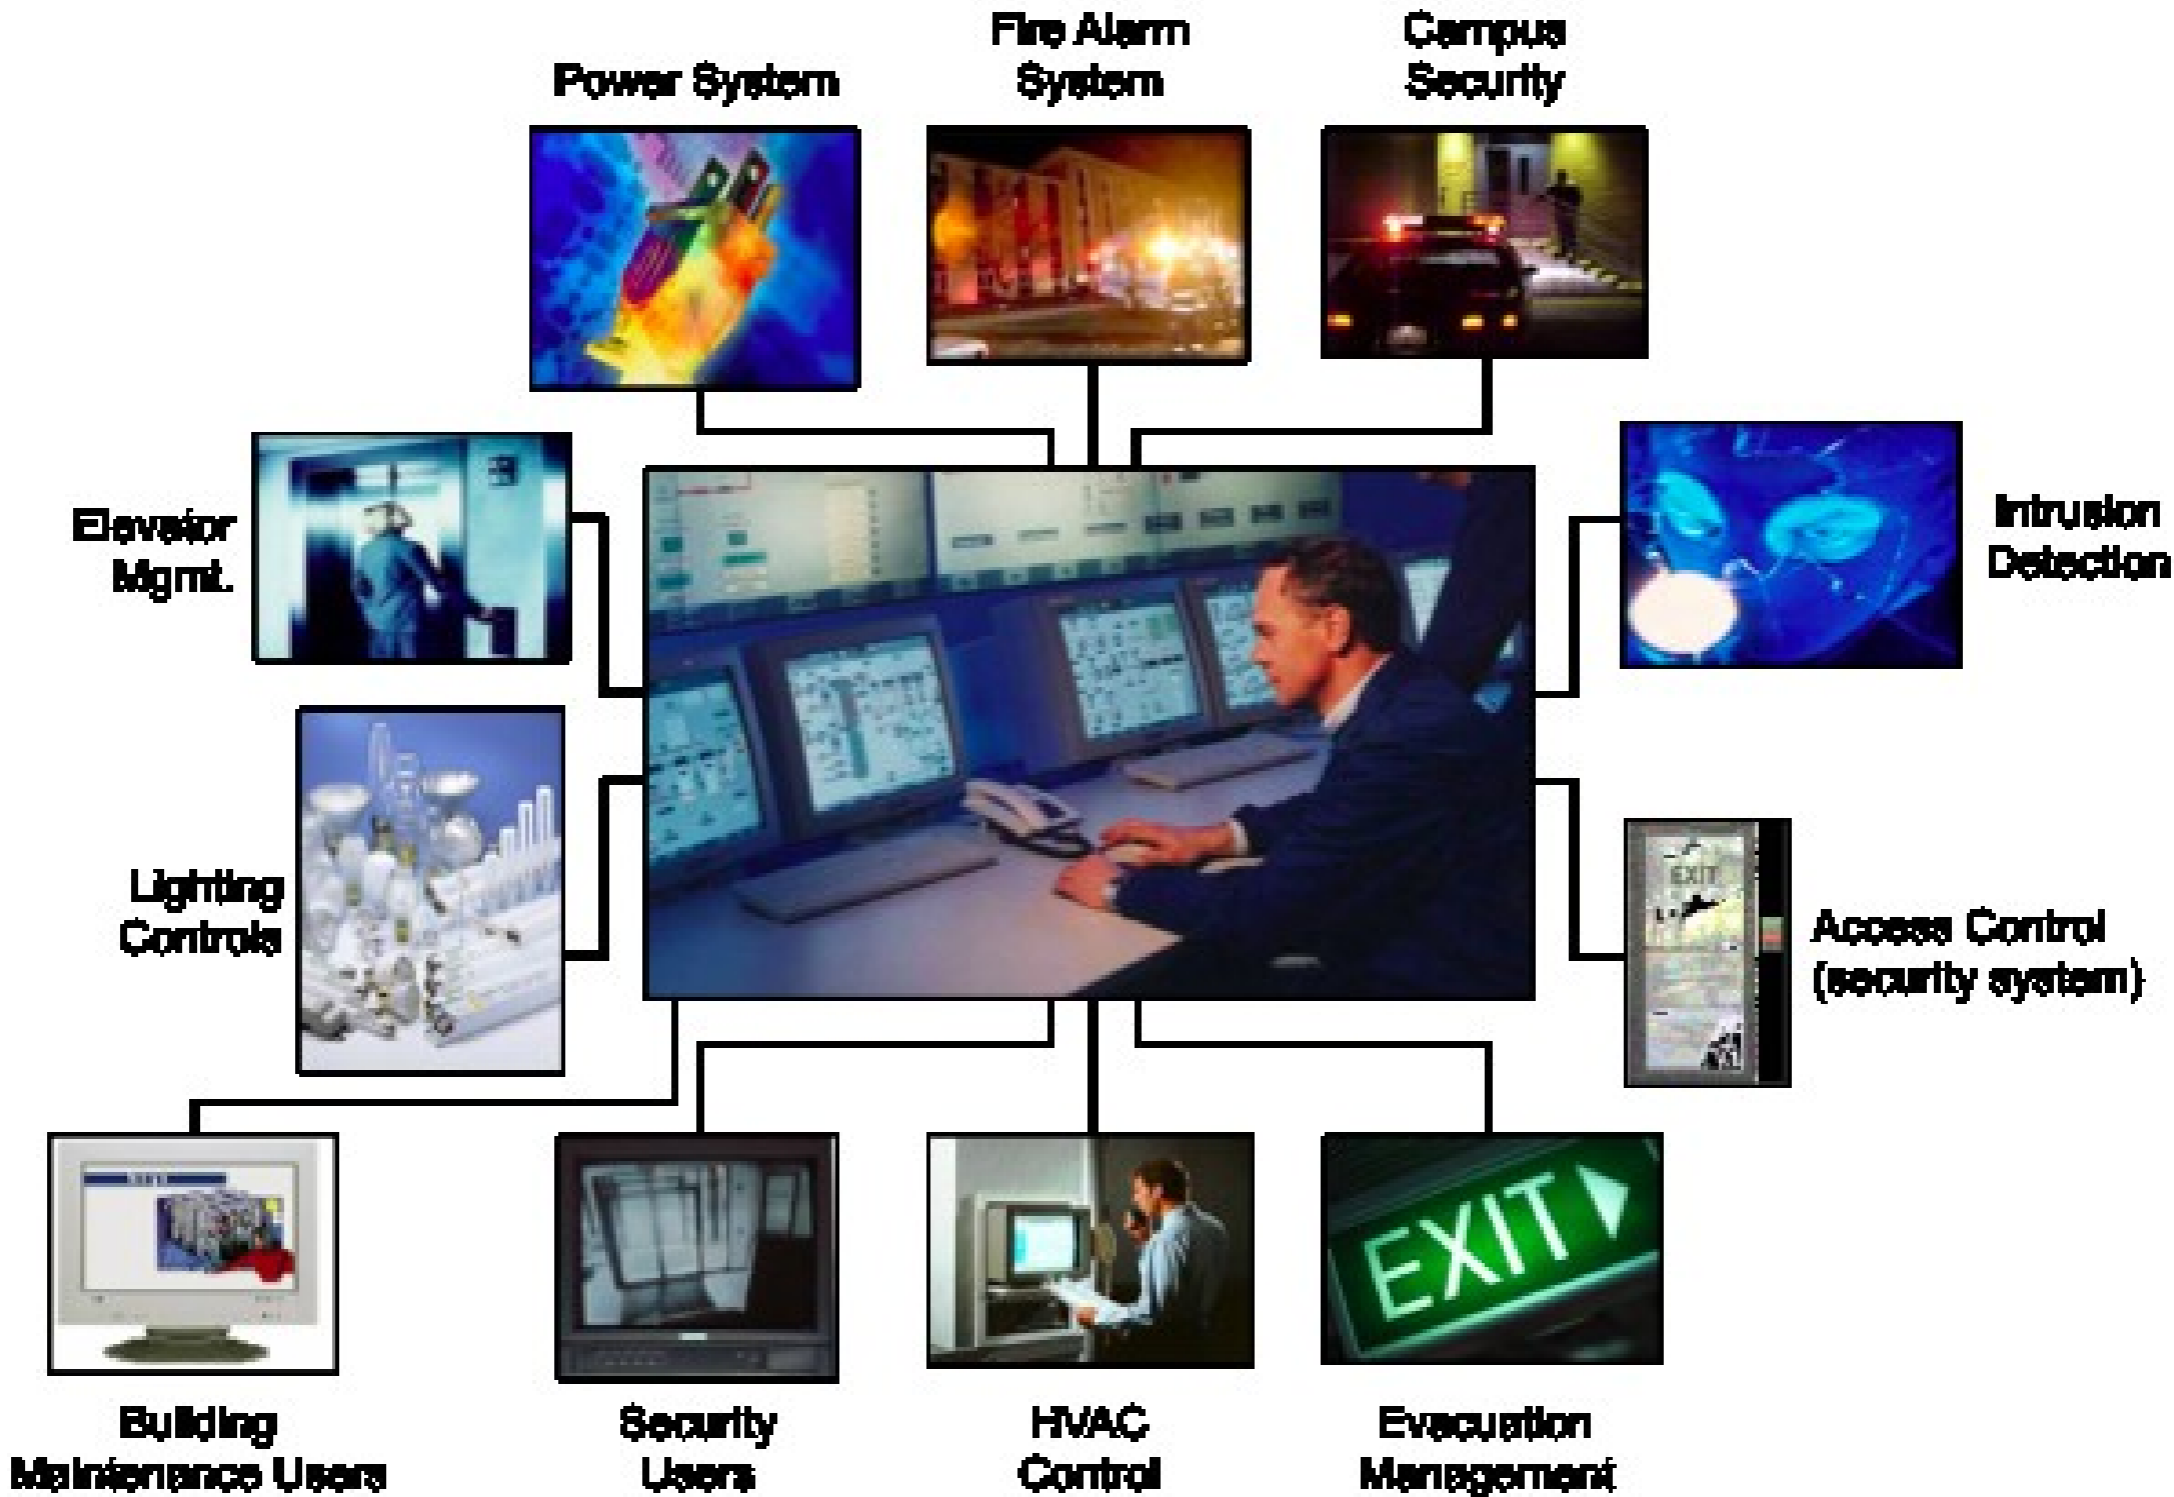 Fire Alarm
System
Campus
Security
Power System
Elevator
Mgmt.
Intrusion
Detection
Lighting
Controls
EXIT
Access Control
(security system)
EXIT
Building
Maintenance Users
Security
Users
HVAC
Control
Evacuation
Management